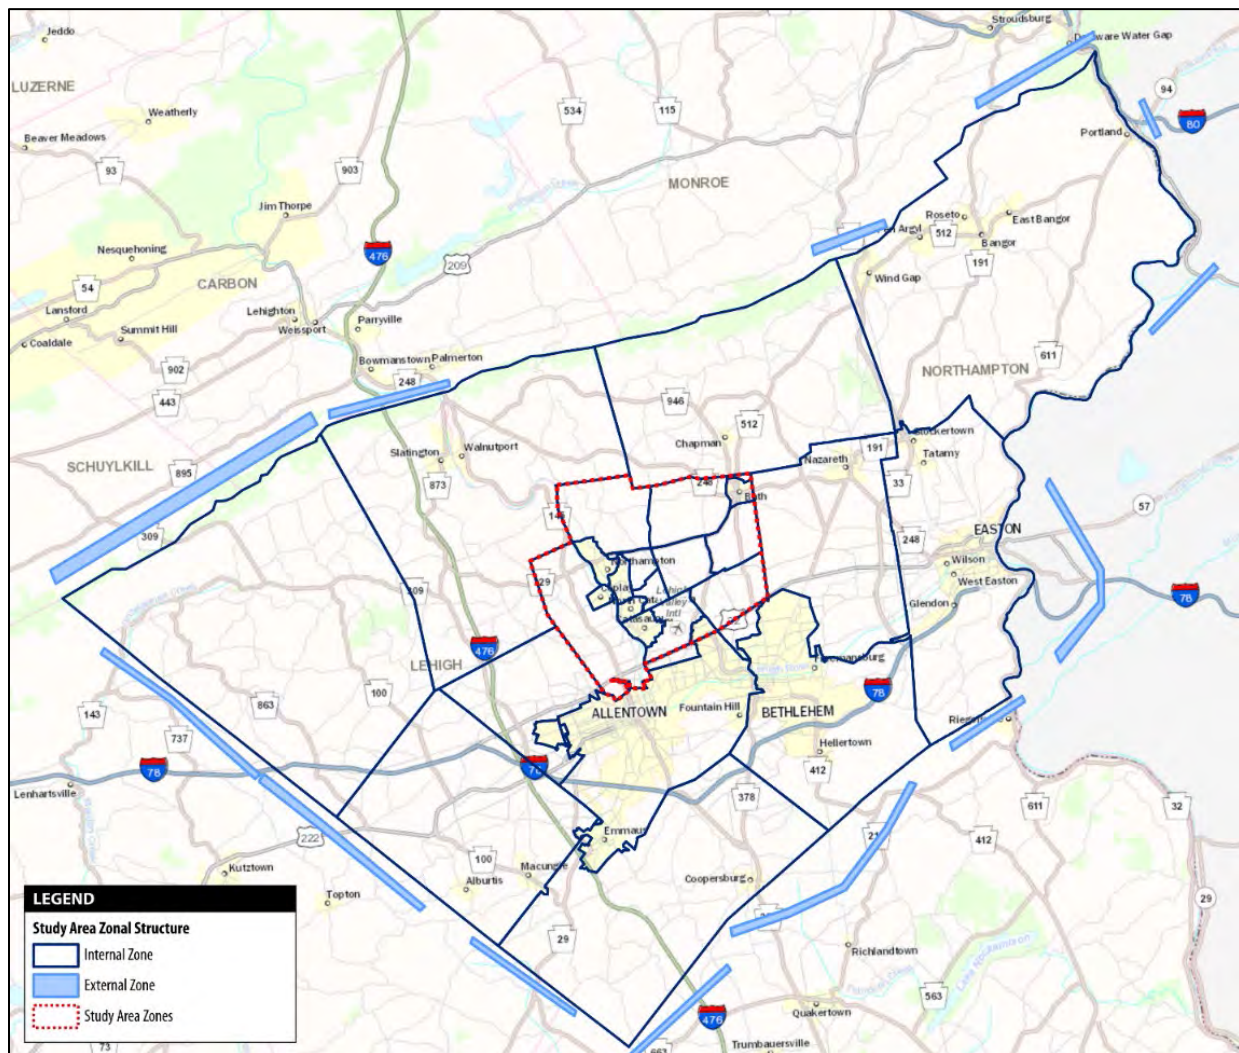 Stroudsburg
Jeddo
Delaware Water Gap
LUZERNE
94
534
115
Weatherly
80
Portland
Beaver Meadows
93
903
MONROE
Jim Thorpe
Roseto
East Bangor
512
Bangor
Nesquehoning
476
209
191
Wind Gap
54
CARBON
Lansford
Lehighton
Weissport
Parryville
Summit Hill
Coaldale
611
Bowmanstown
Palmerton
902
248
NORTHAMPTON
443
946
512
Chapman
Stockertown
191
Slatington
Walnutport
Nazareth
Tatamy
SCHUYLKILL
895
873
248
33
Bath
57
309
EASTON
248
Northampton
Wilson
West Easton
78
309
Glendon
476
LEHIGH
100
78
ALLENTOWN
Fountain Hill
BETHLEHEM
863
143
737
Hellertown
78
412
Lenhartsville
378
611
32
222
Emmaus
412
100
Macungie
Kutztown
Alburtis
Coopersburg
Topton
29
29
Richlandtown
563
476
Quakertown
Trumbauersville
73
663
LEGEND
Study Area Zonal Structure
Internal Zone
External Zone
Study Area Zones